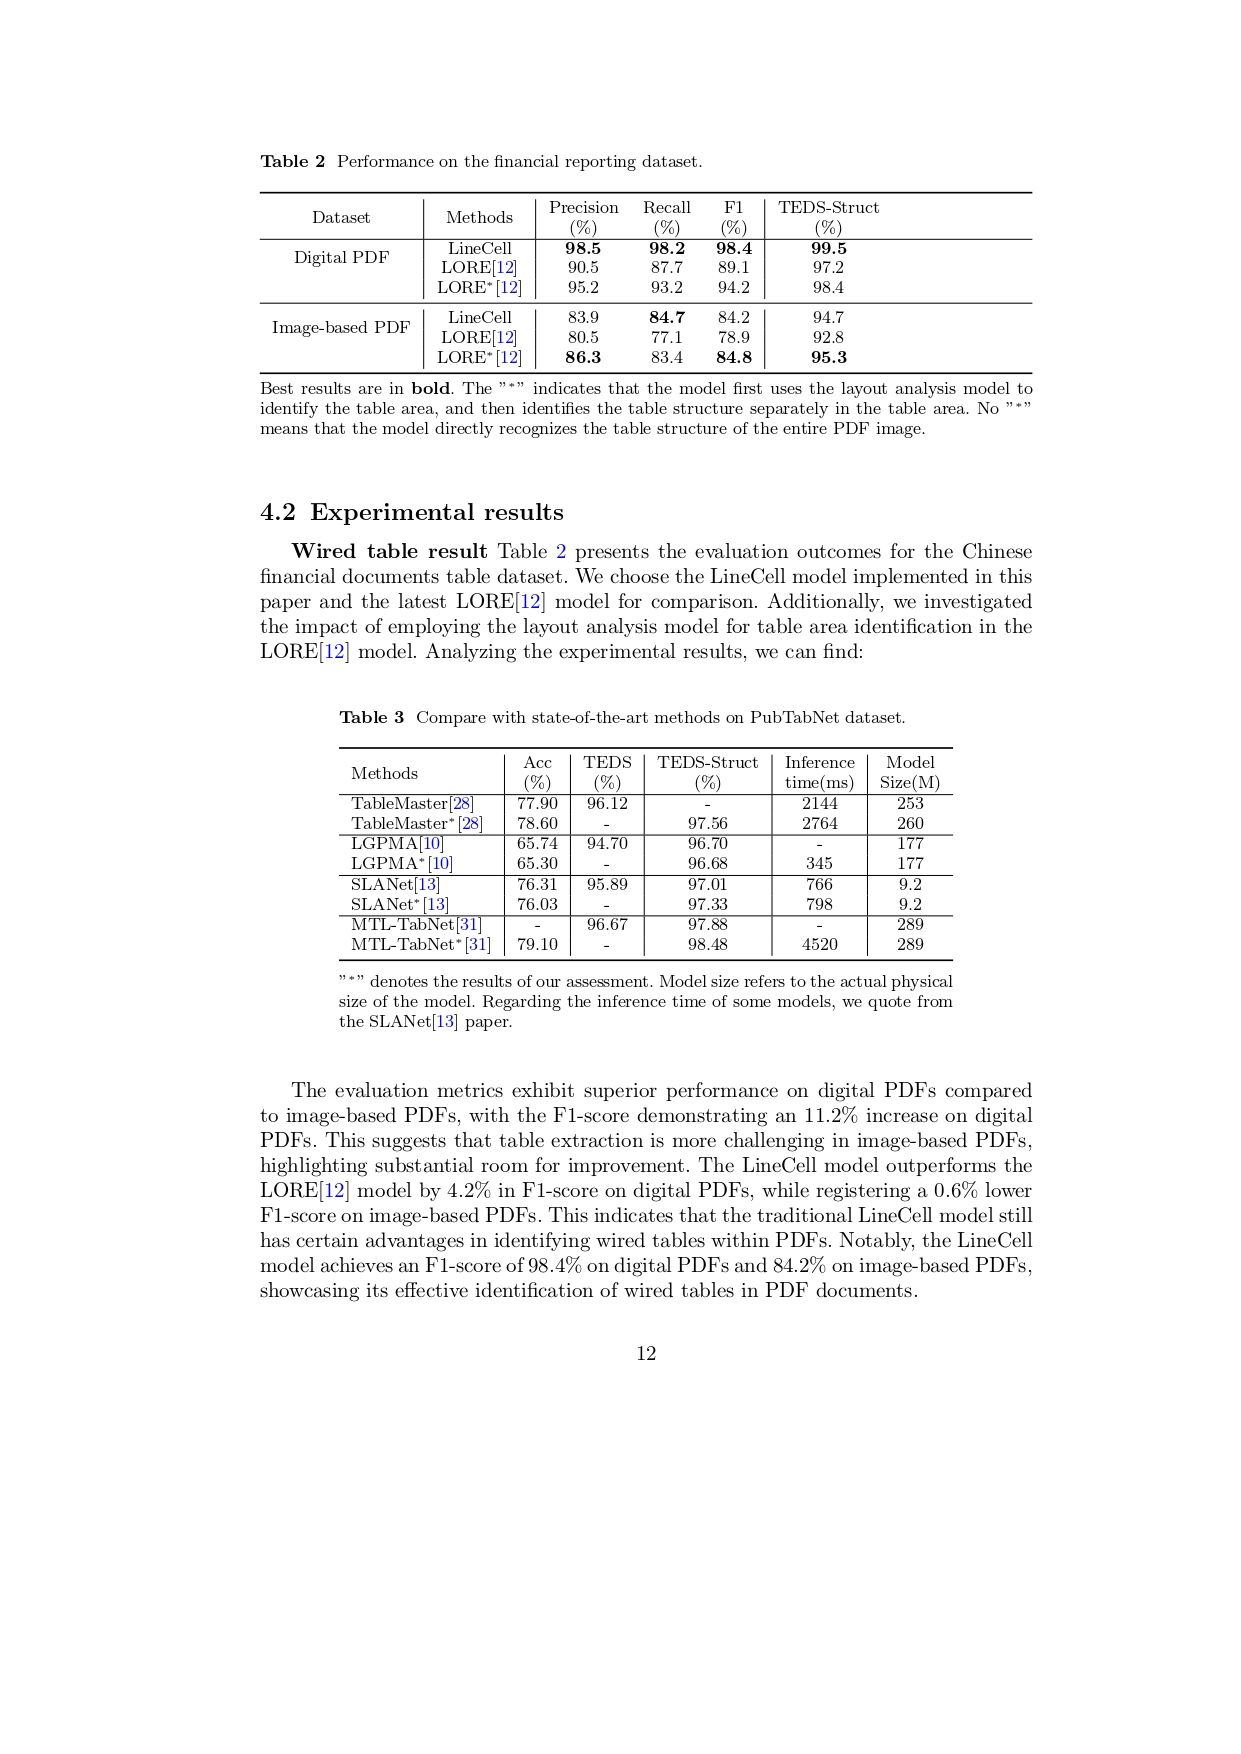 Table 2 Performance on the financial reporting dataset.
Dataset Methods Precision (%) Recall (%) F1 (%) TEDS-Struct (%)
Digital PDF LineCell 98.5 98.2 98.4 99.5
LORE[12] 90.5 87.7 89.1 97.2
LORE*[12] 95.2 93.2 94.2 98.4
Image-based PDF LineCell 83.9 84.7 84.2 94.7
LORE[12] 80.5 77.1 78.9 92.8
LORE*[12] 86.3 83.4 84.8 95.3
Best results are in bold. The ”*” indicates that the model first uses the layout analysis model to
identify the table area, and then identifies the table structure separately in the table area. No ”*”
means that the model directly recognizes the table structure of the entire PDF image.
4.2 Experimental results
Wired table result Table 2 presents the evaluation outcomes for the Chinese
financial documents table dataset. We choose the LineCell model implemented in this
paper and the latest LORE[12] model for comparison. Additionally, we investigated
the impact of employing the layout analysis model for table area identification in the
LORE[12] model. Analyzing the experimental results, we can find:
Table 3 Compare with state-of-the-art methods on PubTabNet dataset.
Methods Acc (%) TEDS (%) TEDS-Struct (%) Inference time(ms) Model Size(M)
TableMaster[28] 77.90 96.12 - 2144 253
TableMaster*[28] 78.60 - 97.56 2764 260
LGPMA[10] 65.74 94.70 96.70 - 177
LGPMA*[10] 65.30 - 96.68 345 177
SLANet[13] 76.31 95.89 97.01 766 9.2
SLANet*[13] 76.03 - 97.33 798 9.2
MTL-TabNet[31] - 96.67 97.88 - 289
MTL-TabNet*[31] 79.10 - 98.48 4520 289
”*” denotes the results of our assessment. Model size refers to the actual physical
size of the model. Regarding the inference time of some models, we quote from
the SLANet[13] paper.
The evaluation metrics exhibit superior performance on digital PDFs compared
to image-based PDFs, with the F1-score demonstrating an 11.2% increase on digital
PDFs. This suggests that table extraction is more challenging in image-based PDFs,
highlighting substantial room for improvement. The LineCell model outperforms the
LORE[12] model by 4.2% in F1-score on digital PDFs, while registering a 0.6% lower
F1-score on image-based PDFs. This indicates that the traditional LineCell model still
has certain advantages in identifying wired tables within PDFs. Notably, the LineCell
model achieves an F1-score of 98.4% on digital PDFs and 84.2% on image-based PDFs,
showcasing its effective identification of wired tables in PDF documents.
12